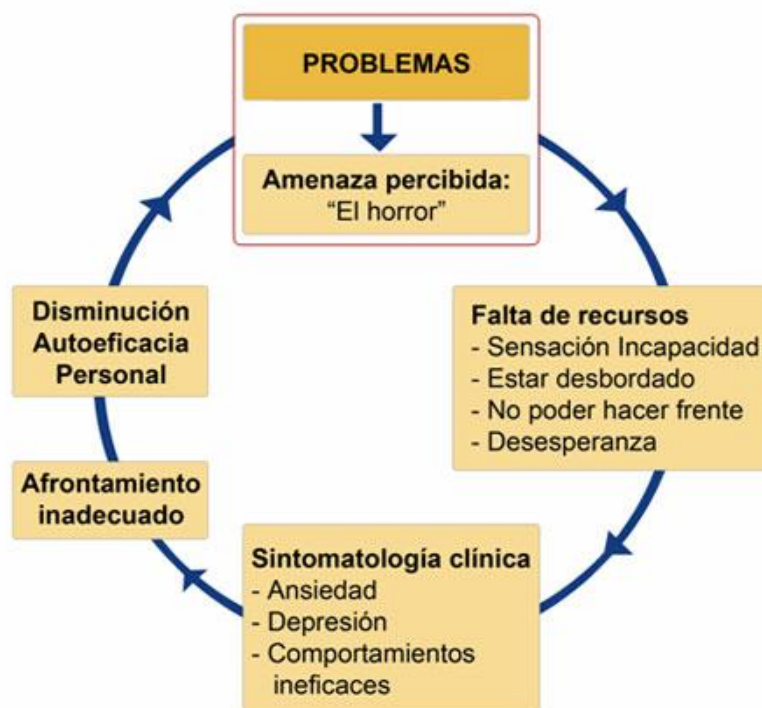 PROBLEMAS
Amenaza percibida:
“El horror”
Falta de recursos
- Sensación Incapacidad
- Estar desbordado
- No poder hacer frente
- Desesperanza
Sintomatología clínica
- Ansiedad
- Depresión
- Comportamientos
ineficaces
Afrontamiento
inadecuado
Disminución
Autoeficacia
Personal